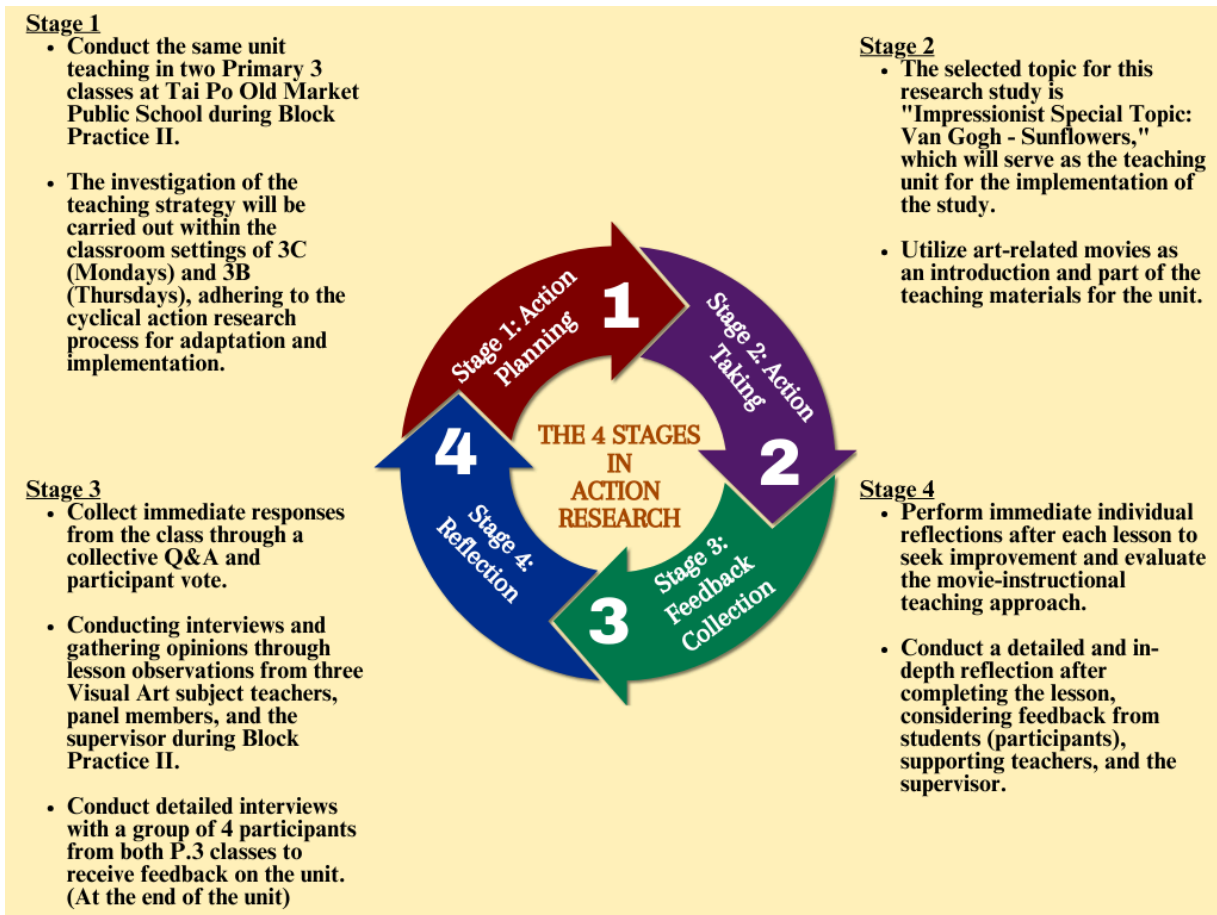 Stage 1
• Conduct the same unit
teaching in two Primary 3
classes at Tai Po Old Market
Public School during Block
Practice II.
• The investigation of the
teaching strategy will be
carried out within the
classroom settings of 3C
(Mondays) and 3B
(Thursdays), adhering to the
cyclical action research
process for adaptation and
implementation.
Stage 2
• The selected topic for this
research study is
"Impressionist Special Topic:
Van Gogh - Sunflowers,"
which will serve as the teaching
unit for the implementation of
the study.
• Utilize art-related movies as
an introduction and part of the
teaching materials for the unit.
Stage 1: Action
Planning
1
Stage 2: Action
Taking
2
Stage 3:
Feedback
Collection
3
Stage 4:
Reflection
4
THE 4 STAGES
IN
ACTION
RESEARCH
Stage 3
• Collect immediate responses
from the class through a
collective Q&A and
participant vote.
• Conducting interviews and
gathering opinions through
lesson observations from three
Visual Art subject teachers,
panel members, and the
supervisor during Block
Practice II.
• Conduct detailed interviews
with a group of 4 participants
from both P.3 classes to
receive feedback on the unit.
(At the end of the unit)
Stage 4
• Perform immediate individual
reflections after each lesson to
seek improvement and evaluate
the movie-instructional
teaching approach.
• Conduct a detailed and in-
depth reflection after
completing the lesson,
considering feedback from
students (participants),
supporting teachers, and the
supervisor.